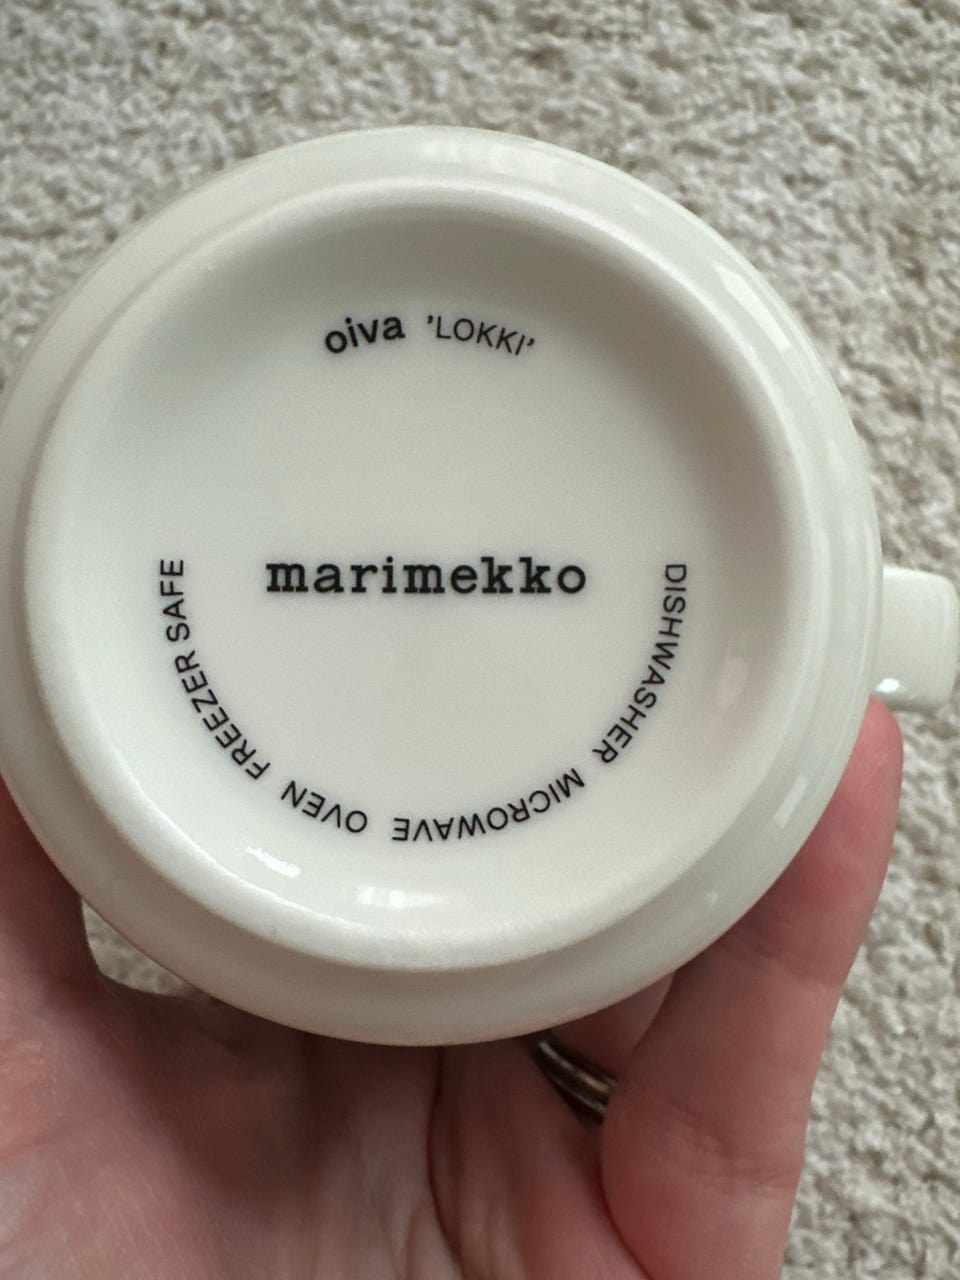 oiva 'LOKKI'
marimekko
DISHWASHER MICROWAVE OVEN FREEZER SAFE